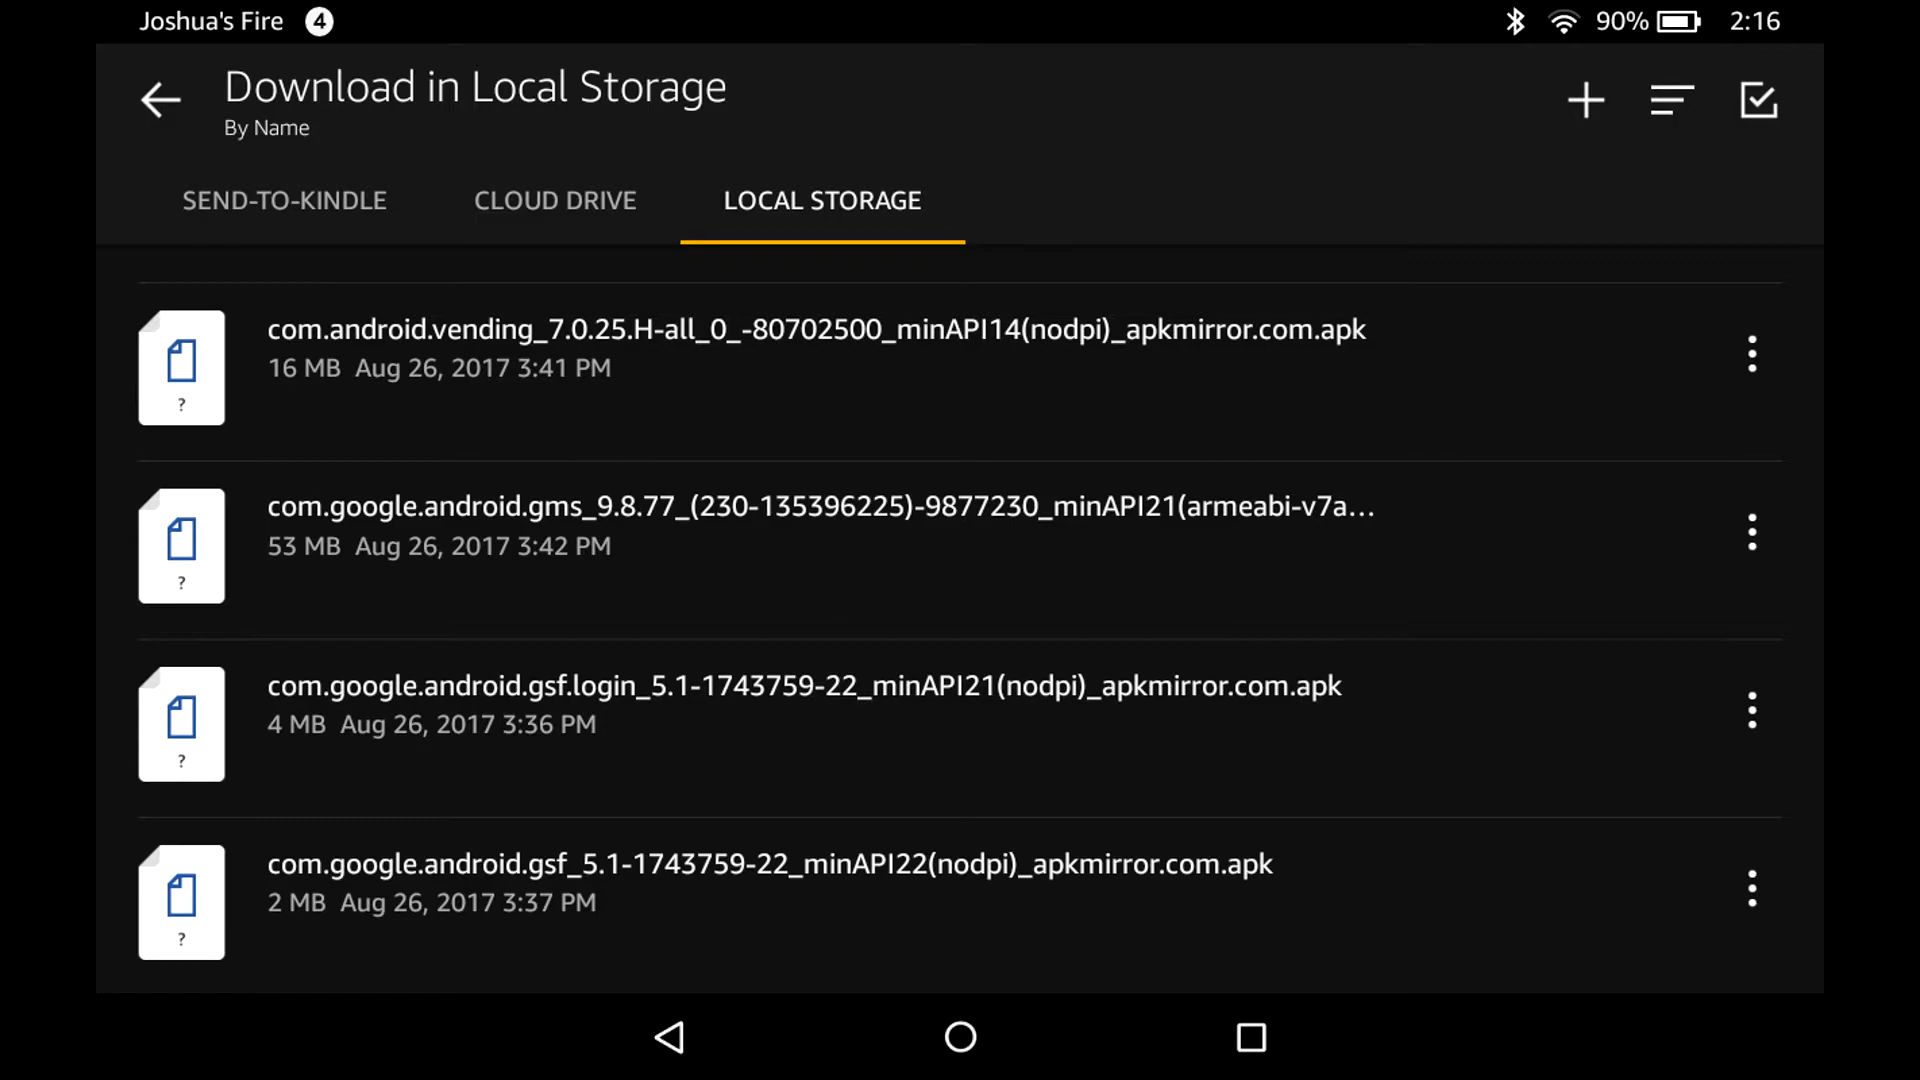 Joshua's Fire 4 90% 2:16
Download in Local Storage
By Name
SEND-TO-KINDLE CLOUD DRIVE LOCAL STORAGE
com.android.vending_7.0.25.H-all_0_-80702500_minAPI14(nodpi)_apkmirror.com.apk
16 MB Aug 26, 2017 3:41 PM
?
com.google.android.gms_9.8.77_(230-135396225)-9877230_minAPI21(armeabi-v7a...
53 MB Aug 26, 2017 3:42 PM
?
com.google.android.gsf.login_5.1-1743759-22_minAPI21(nodpi)_apkmirror.com.apk
4 MB Aug 26, 2017 3:36 PM
?
com.google.android.gsf_5.1-1743759-22_minAPI22(nodpi)_apkmirror.com.apk
2 MB Aug 26, 2017 3:37 PM
?